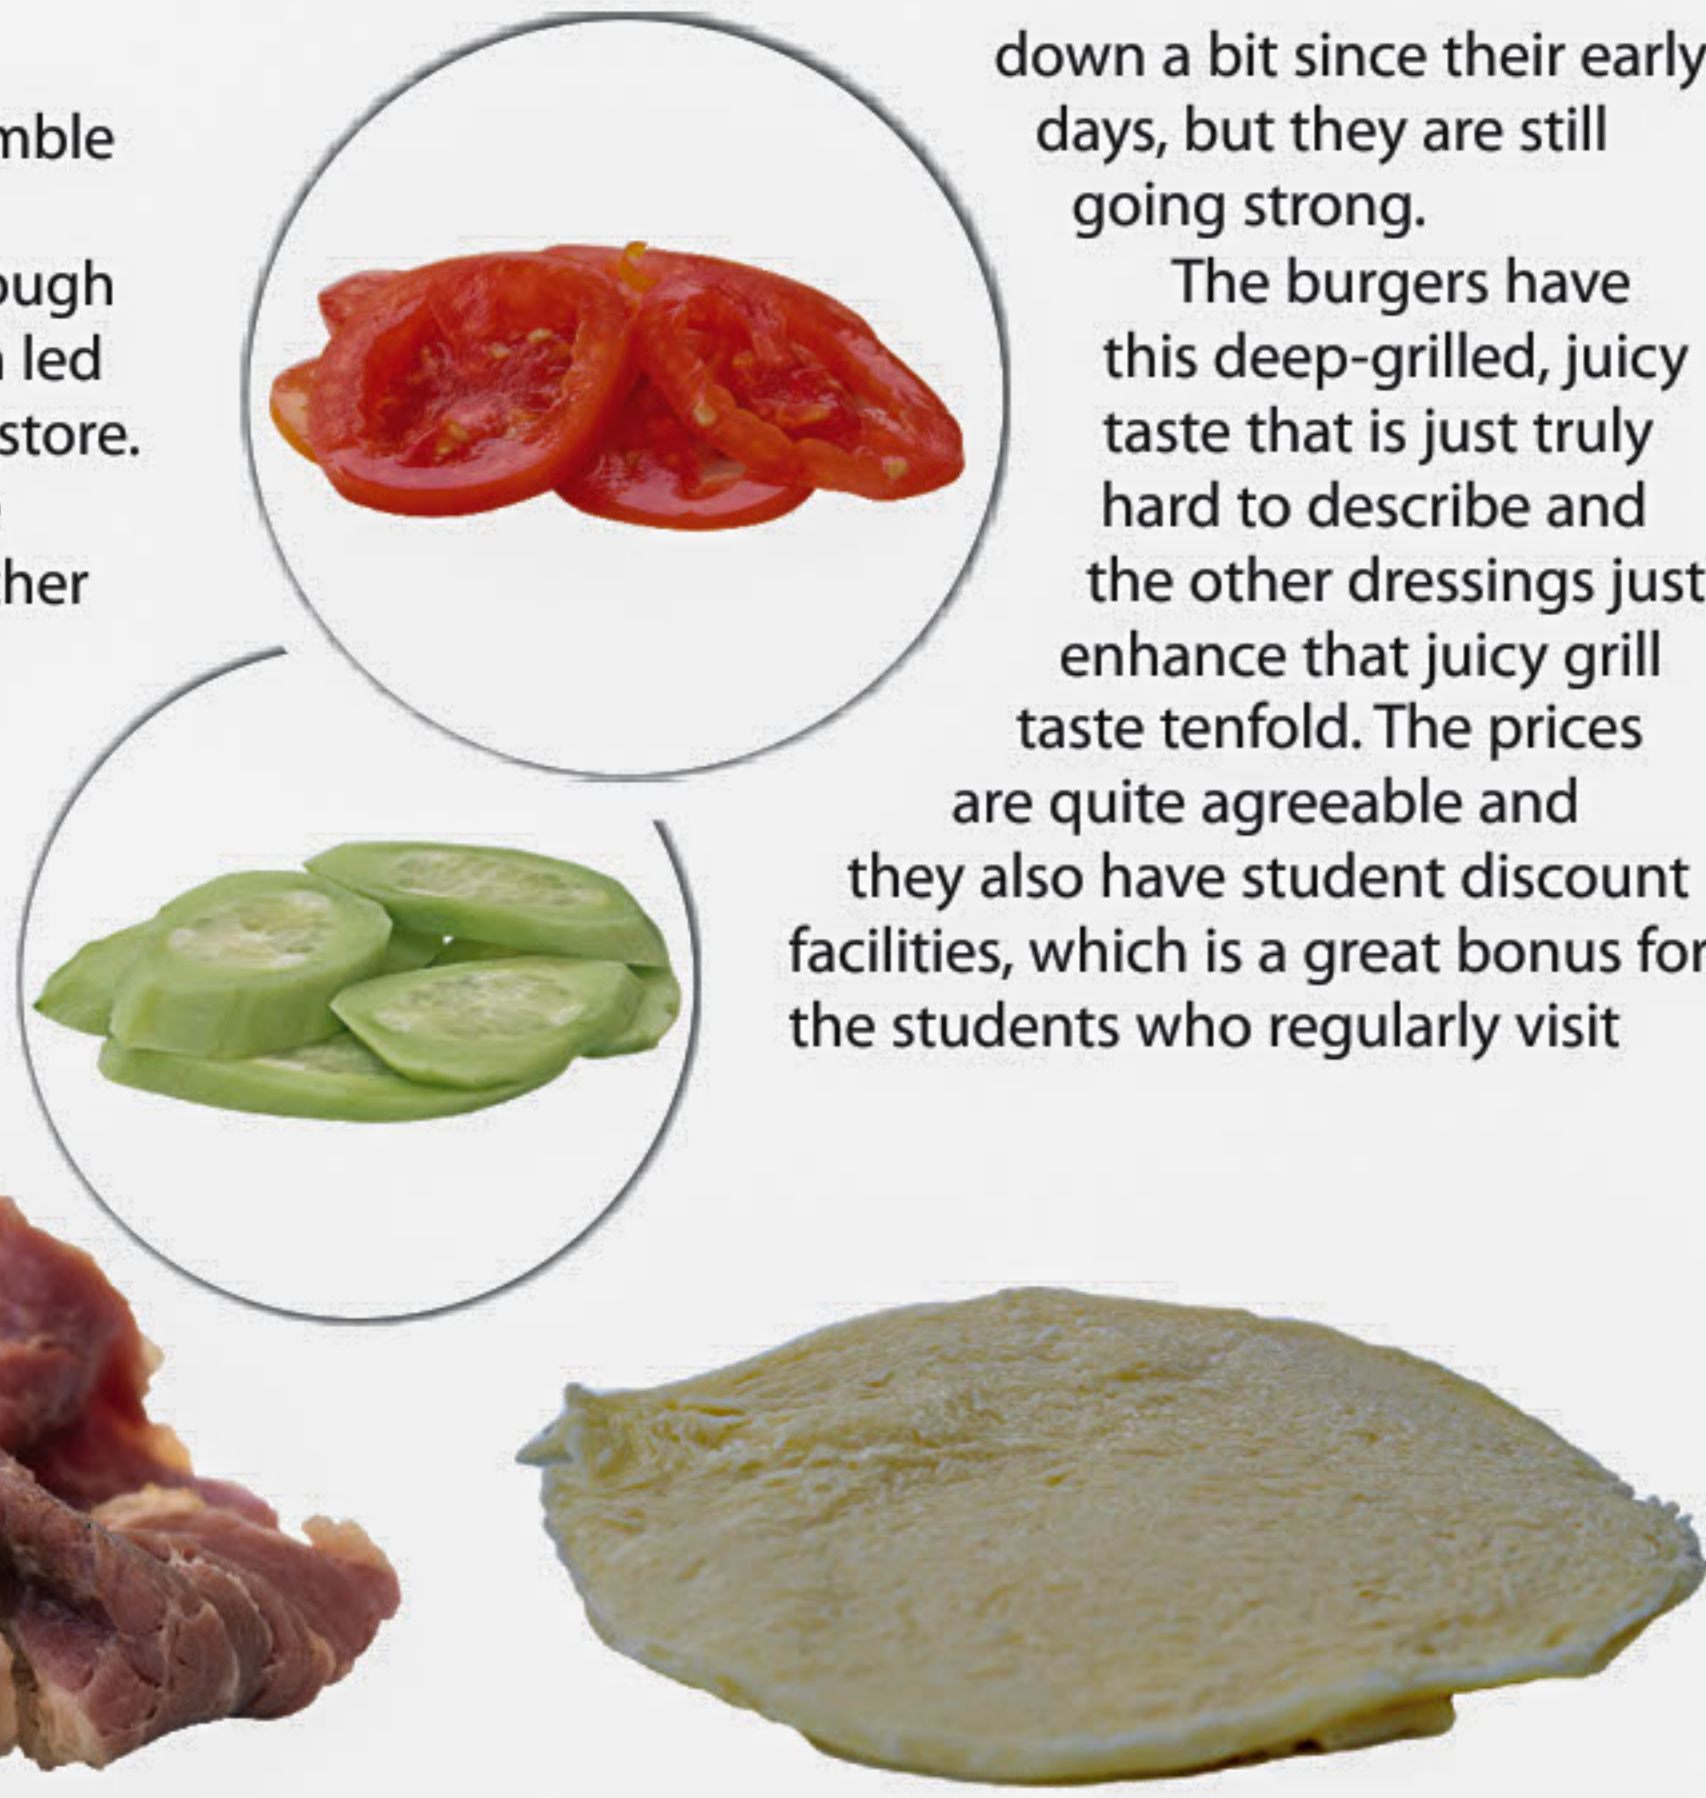 led
store.
down a bit since their early
days, but they are still
going strong.
The burgers have
this deep-grilled, juicy
taste that is just truly
hard to describe and
the other dressings just
enhance that juicy grill
taste tenfold. The prices
are quite agreeable and
they also have student discount
facilities, which is a great bonus for
the students who regularly visit